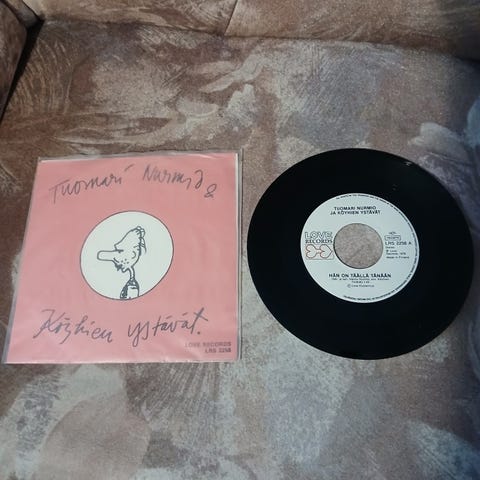 TUOMARI NURMIO &
KÖYHIEN YSTÄVÄT.
LOVE RECORDS
LRS 2258
TUOMARI NURMIO
JA KÖYHIEN YSTÄVÄT
LOVE
RECORDS
LRS 2258 A
HÄN ON TÄÄLLÄ TÄNÄÄN